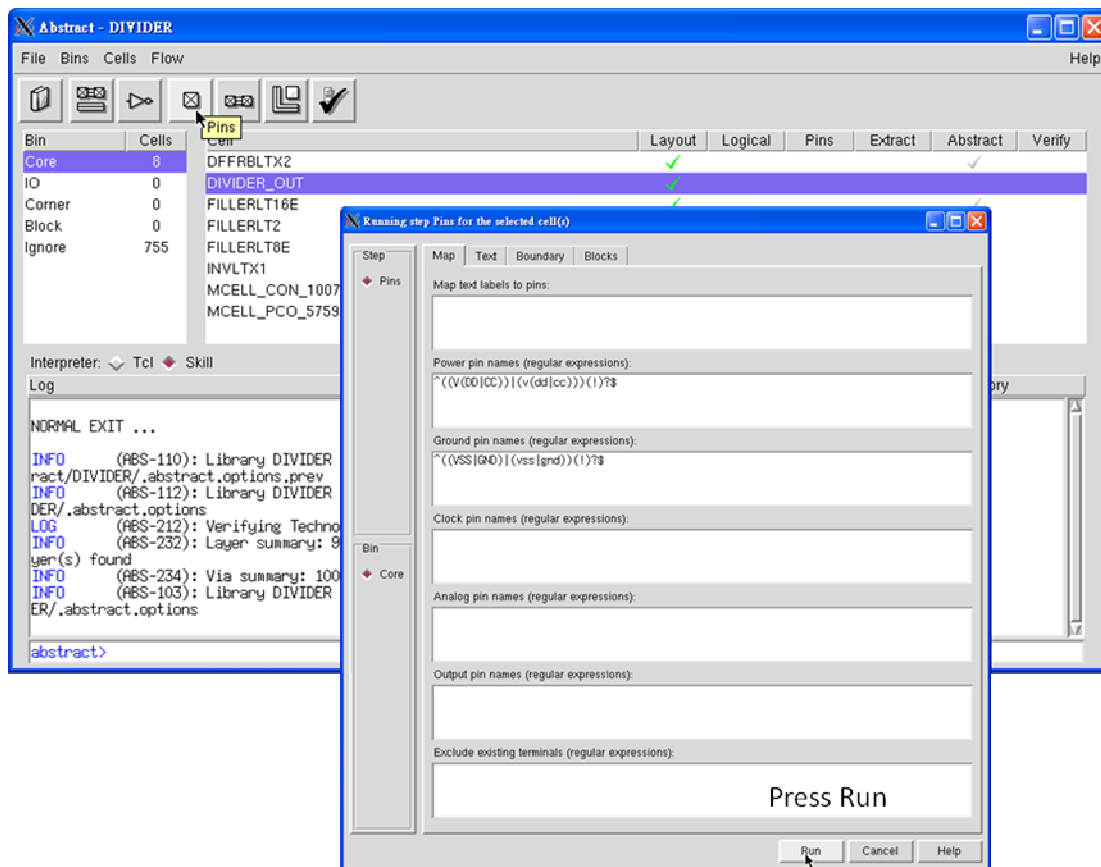 Abstract - DIVIDER
File Bins Cells Flow Help
Pins
Bin Cells Cell Layout Logical Pins Extract Abstract Verify
Core 8 DFFRBLTX2
IO 0 DIVIDER_OUT
Corner 0 FILLERLT16E
Block 0 FILLERLT2
Ignore 755 FILLERLT8E
INVLTX1
MCELL_CON_1007
MCELL_PCO_5759
Interpreter: Tcl Skill
Log
ory
NORMAL EXIT ...
INFO (ABS-110): Library DIVIDER
ract/DIVIDER/.abstract.options.prev
INFO (ABS-112): Library DIVIDER
DER/.abstract.options
LOG (ABS-212): Verifying Techno
INFO (ABS-232): Layer summary: 9
yer(s) found
INFO (ABS-234): Via summary: 100
INFO (ABS-103): Library DIVIDER
ER/.abstract.options
abstract>
Running step Pins for the selected cell(s)
Step
Pins
Bin
Core
Map Text Boundary Blocks
Map text labels to pins:
Power pin names (regular expressions):
^((V(DD|CC))|(v(dd|cc)))(!)?$
Ground pin names (regular expressions):
^((VSS|GND)|(vss|gnd))(!)?$
Clock pin names (regular expressions):
Analog pin names (regular expressions):
Output pin names (regular expressions):
Exclude existing terminals (regular expressions):
Press Run
Run Cancel Help